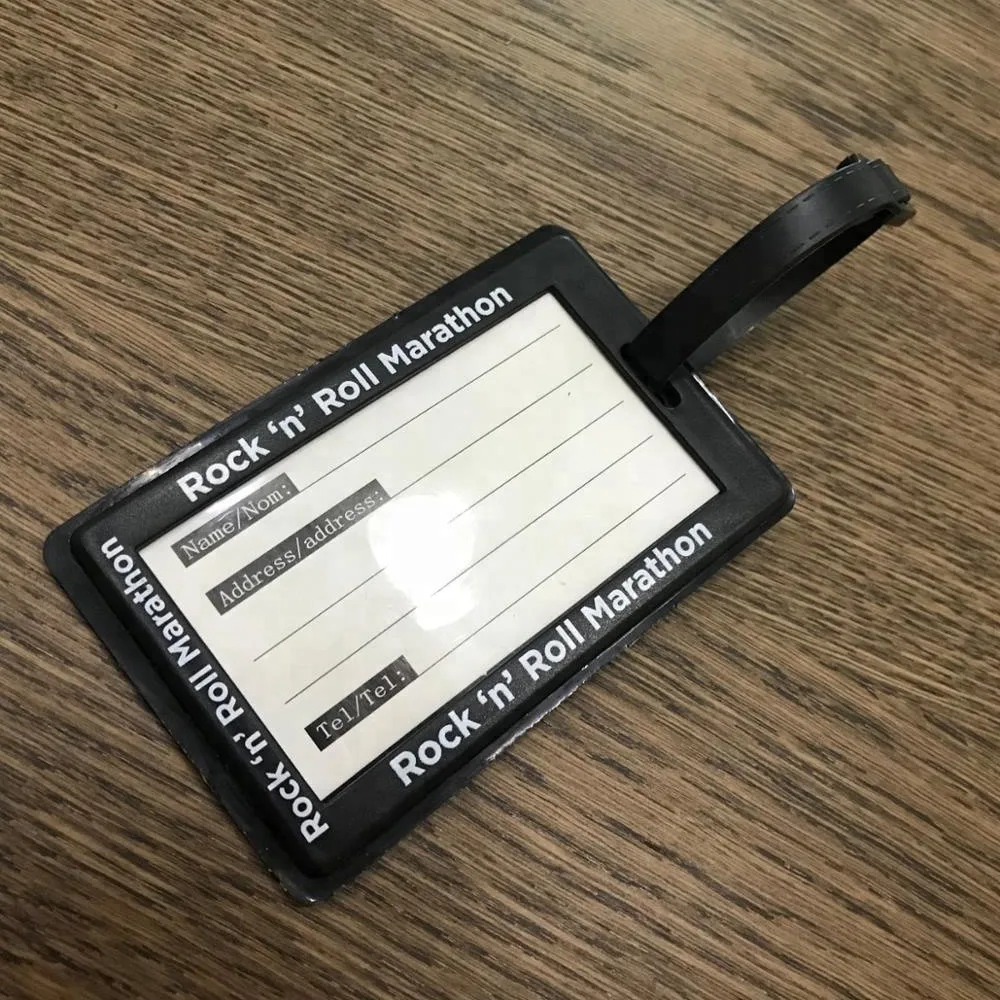 Rock ‘n’ Roll Marathon
Name/Nom:
Address/address:
Tel/Tel:
Rock ‘n’ Roll Marathon
Rock ‘n’ Roll Marathon